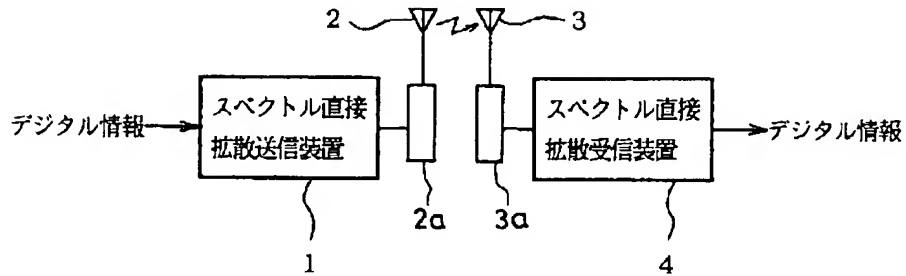 2
3
デジタル情報
スペクトル直接
拡散送信装置
スペクトル直接
拡散受信装置
デジタル情報
2a
3a
1
4